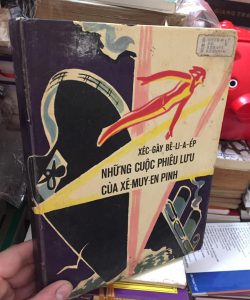 XÉC-GÂY BÊ-LI-A-ÉP
NHỮNG CUỘC PHIÊU LƯU
CỦA XÊ-MUY-EN PINH